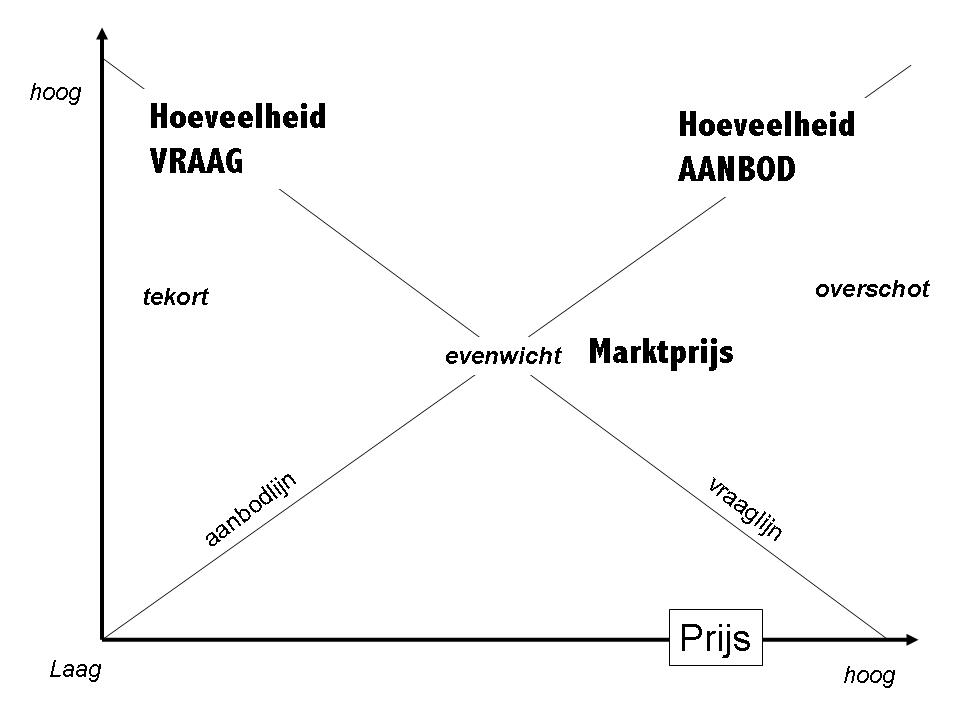 hoog
Hoeveelheid
VRAAG
Hoeveelheid
AANBOD
tekort
overschot
evenwicht
Marktprijs
aanbodlijn
vraaglijn
Prijs
Laag
hoog